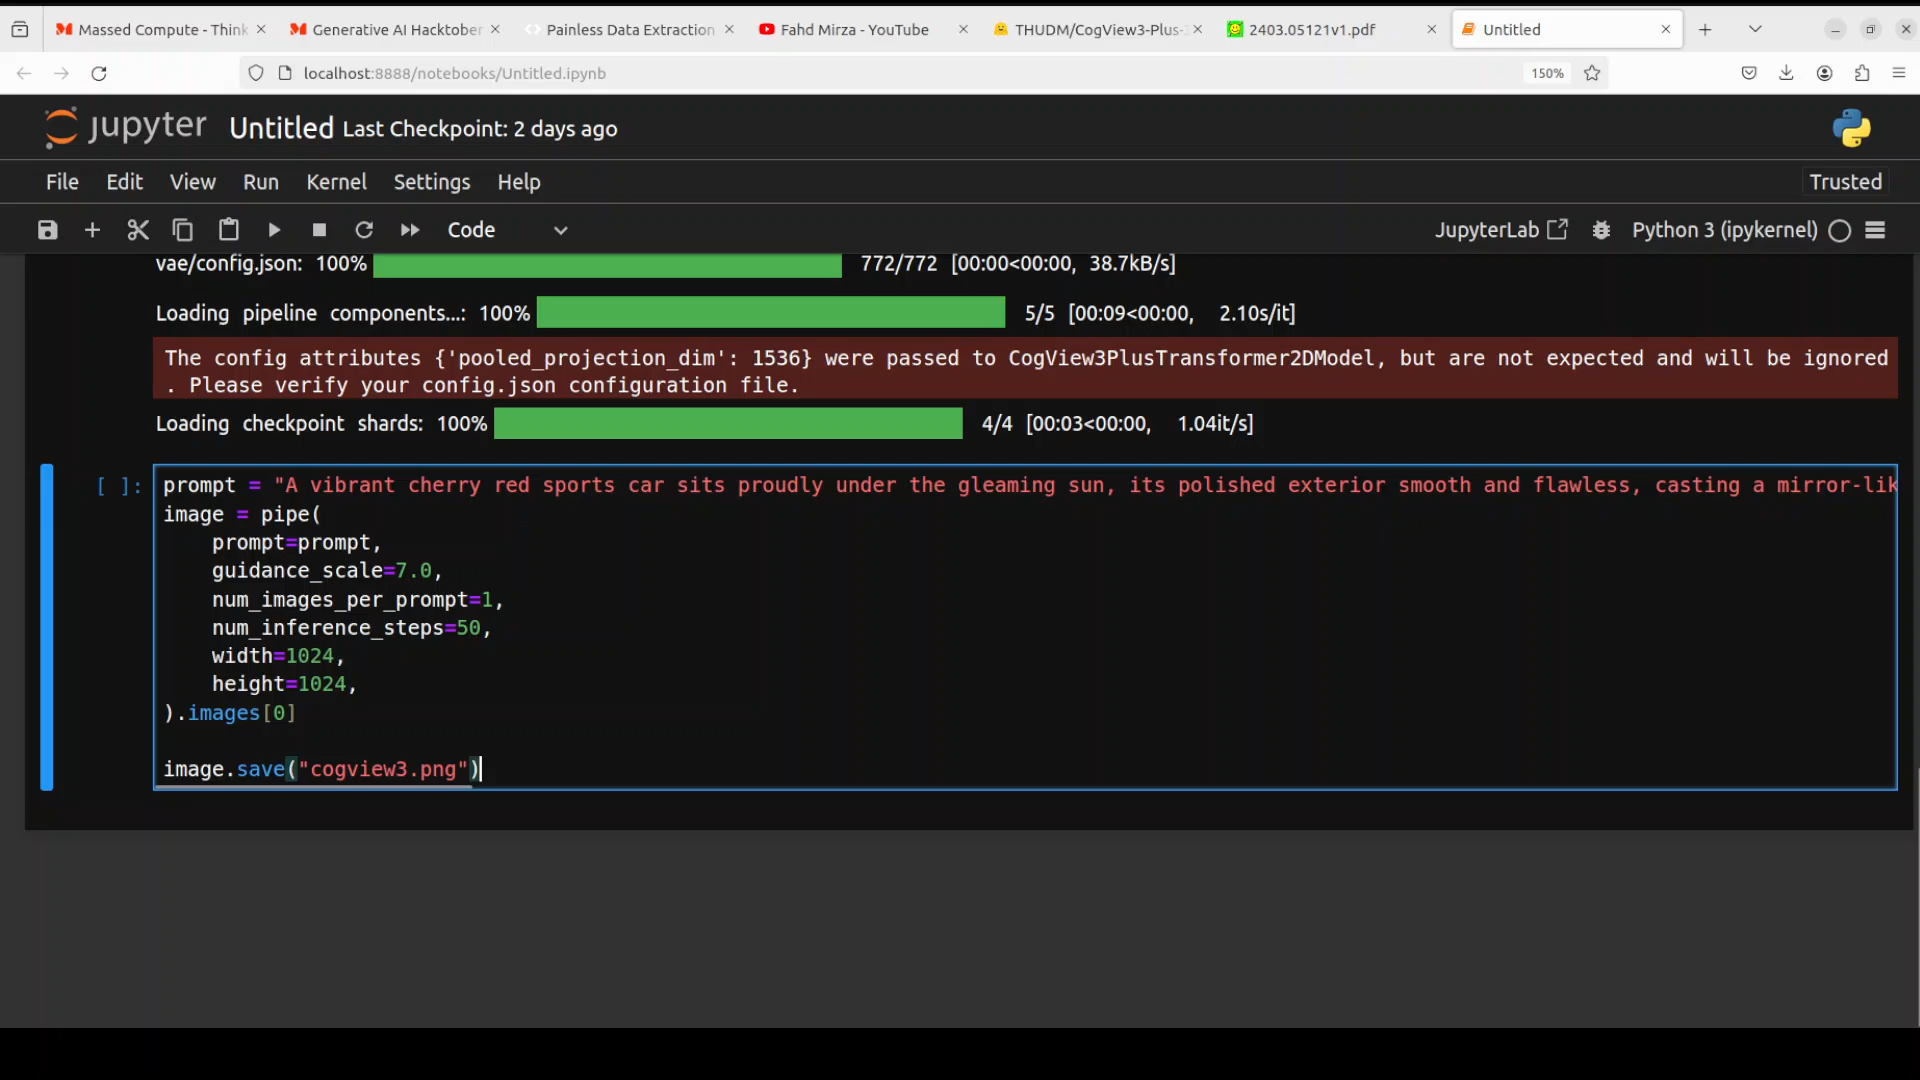 Massed Compute - Think
Generative AI Hacktober
Painless Data Extraction
Fahd Mirza - YouTube
THUDM/CogView3-Plus-
2403.05121v1.pdf
Untitled
localhost:8888/notebooks/Untitled.ipynb
150%
jupyter Untitled Last Checkpoint: 2 days ago
File Edit View Run Kernel Settings Help
Trusted
Code
JupyterLab
Python 3 (ipykernel)
vae/config.json: 100% 772/772 [00:00<00:00, 38.7kB/s]
Loading pipeline components...: 100% 5/5 [00:09<00:00, 2.10s/it]
The config attributes {'pooled_projection_dim': 1536} were passed to CogView3PlusTransformer2DModel, but are not expected and will be ignored
. Please verify your config.json configuration file.
Loading checkpoint shards: 100% 4/4 [00:03<00:00, 1.04it/s]
[ ]: prompt = "A vibrant cherry red sports car sits proudly under the gleaming sun, its polished exterior smooth and flawless, casting a mirror-lik
image = pipe(
    prompt=prompt,
    guidance_scale=7.0,
    num_images_per_prompt=1,
    num_inference_steps=50,
    width=1024,
    height=1024,
).images[0]
image.save("cogview3.png")